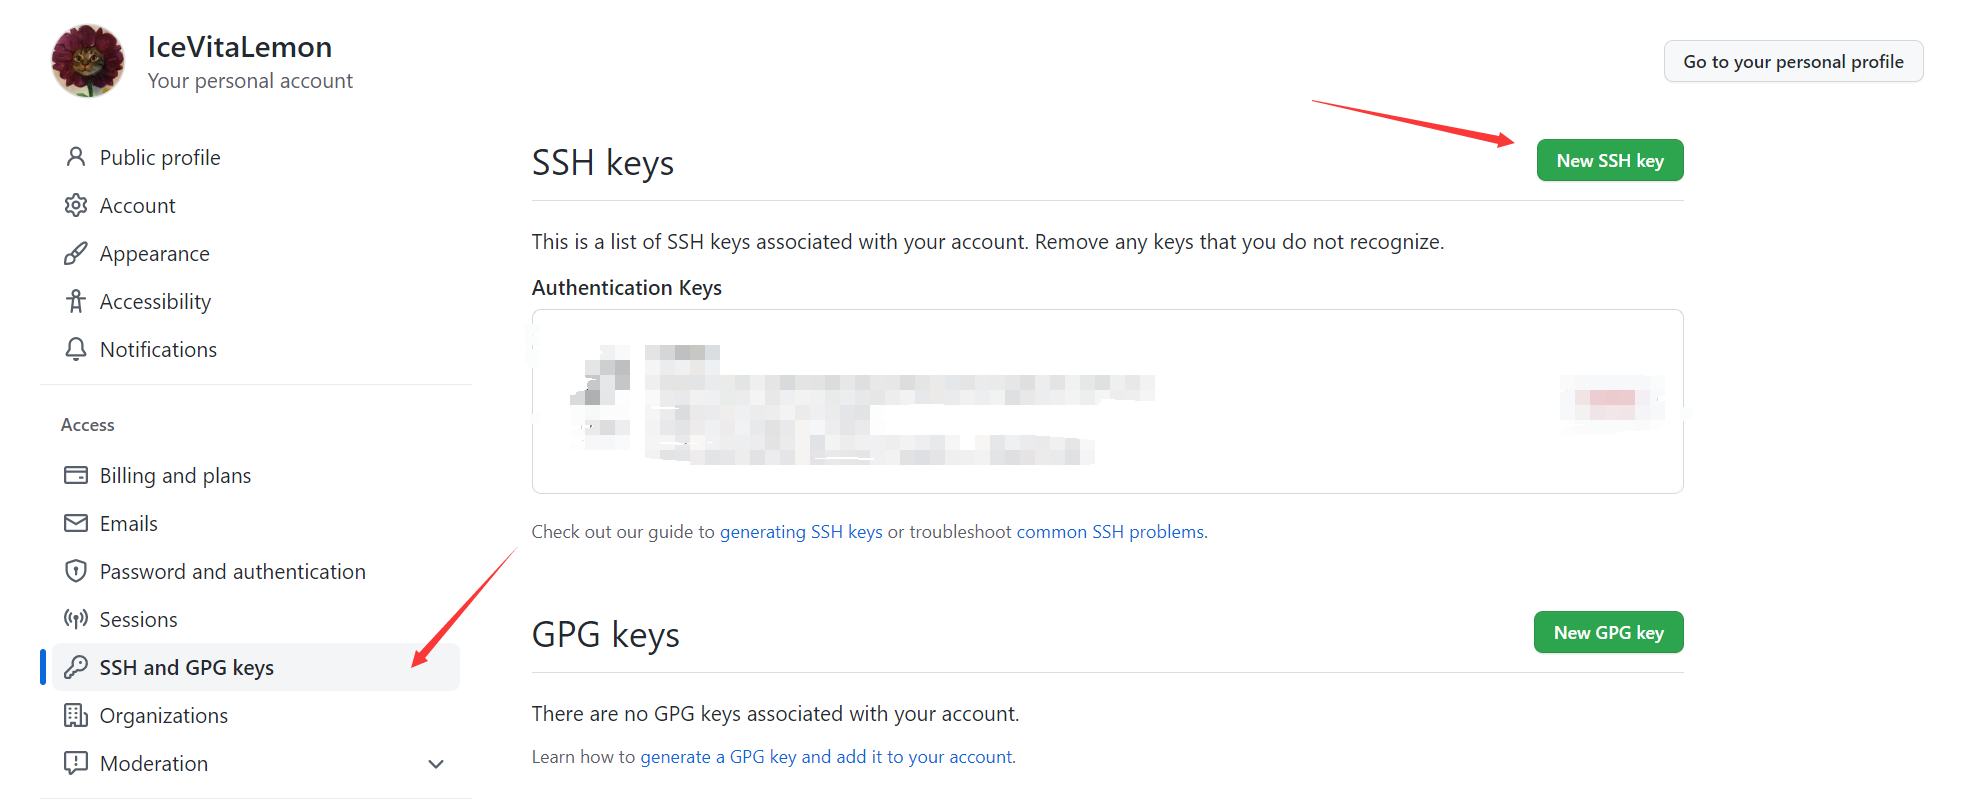 IceVitaLemon
Your personal account
Go to your personal profile
Public profile
Account
Appearance
Accessibility
Notifications
Access
Billing and plans
Emails
Password and authentication
Sessions
SSH and GPG keys
Organizations
Moderation
SSH keys
New SSH key
This is a list of SSH keys associated with your account. Remove any keys that you do not recognize.
Authentication Keys
Check out our guide to generating SSH keys or troubleshoot common SSH problems.
GPG keys
New GPG key
There are no GPG keys associated with your account.
Learn how to generate a GPG key and add it to your account.